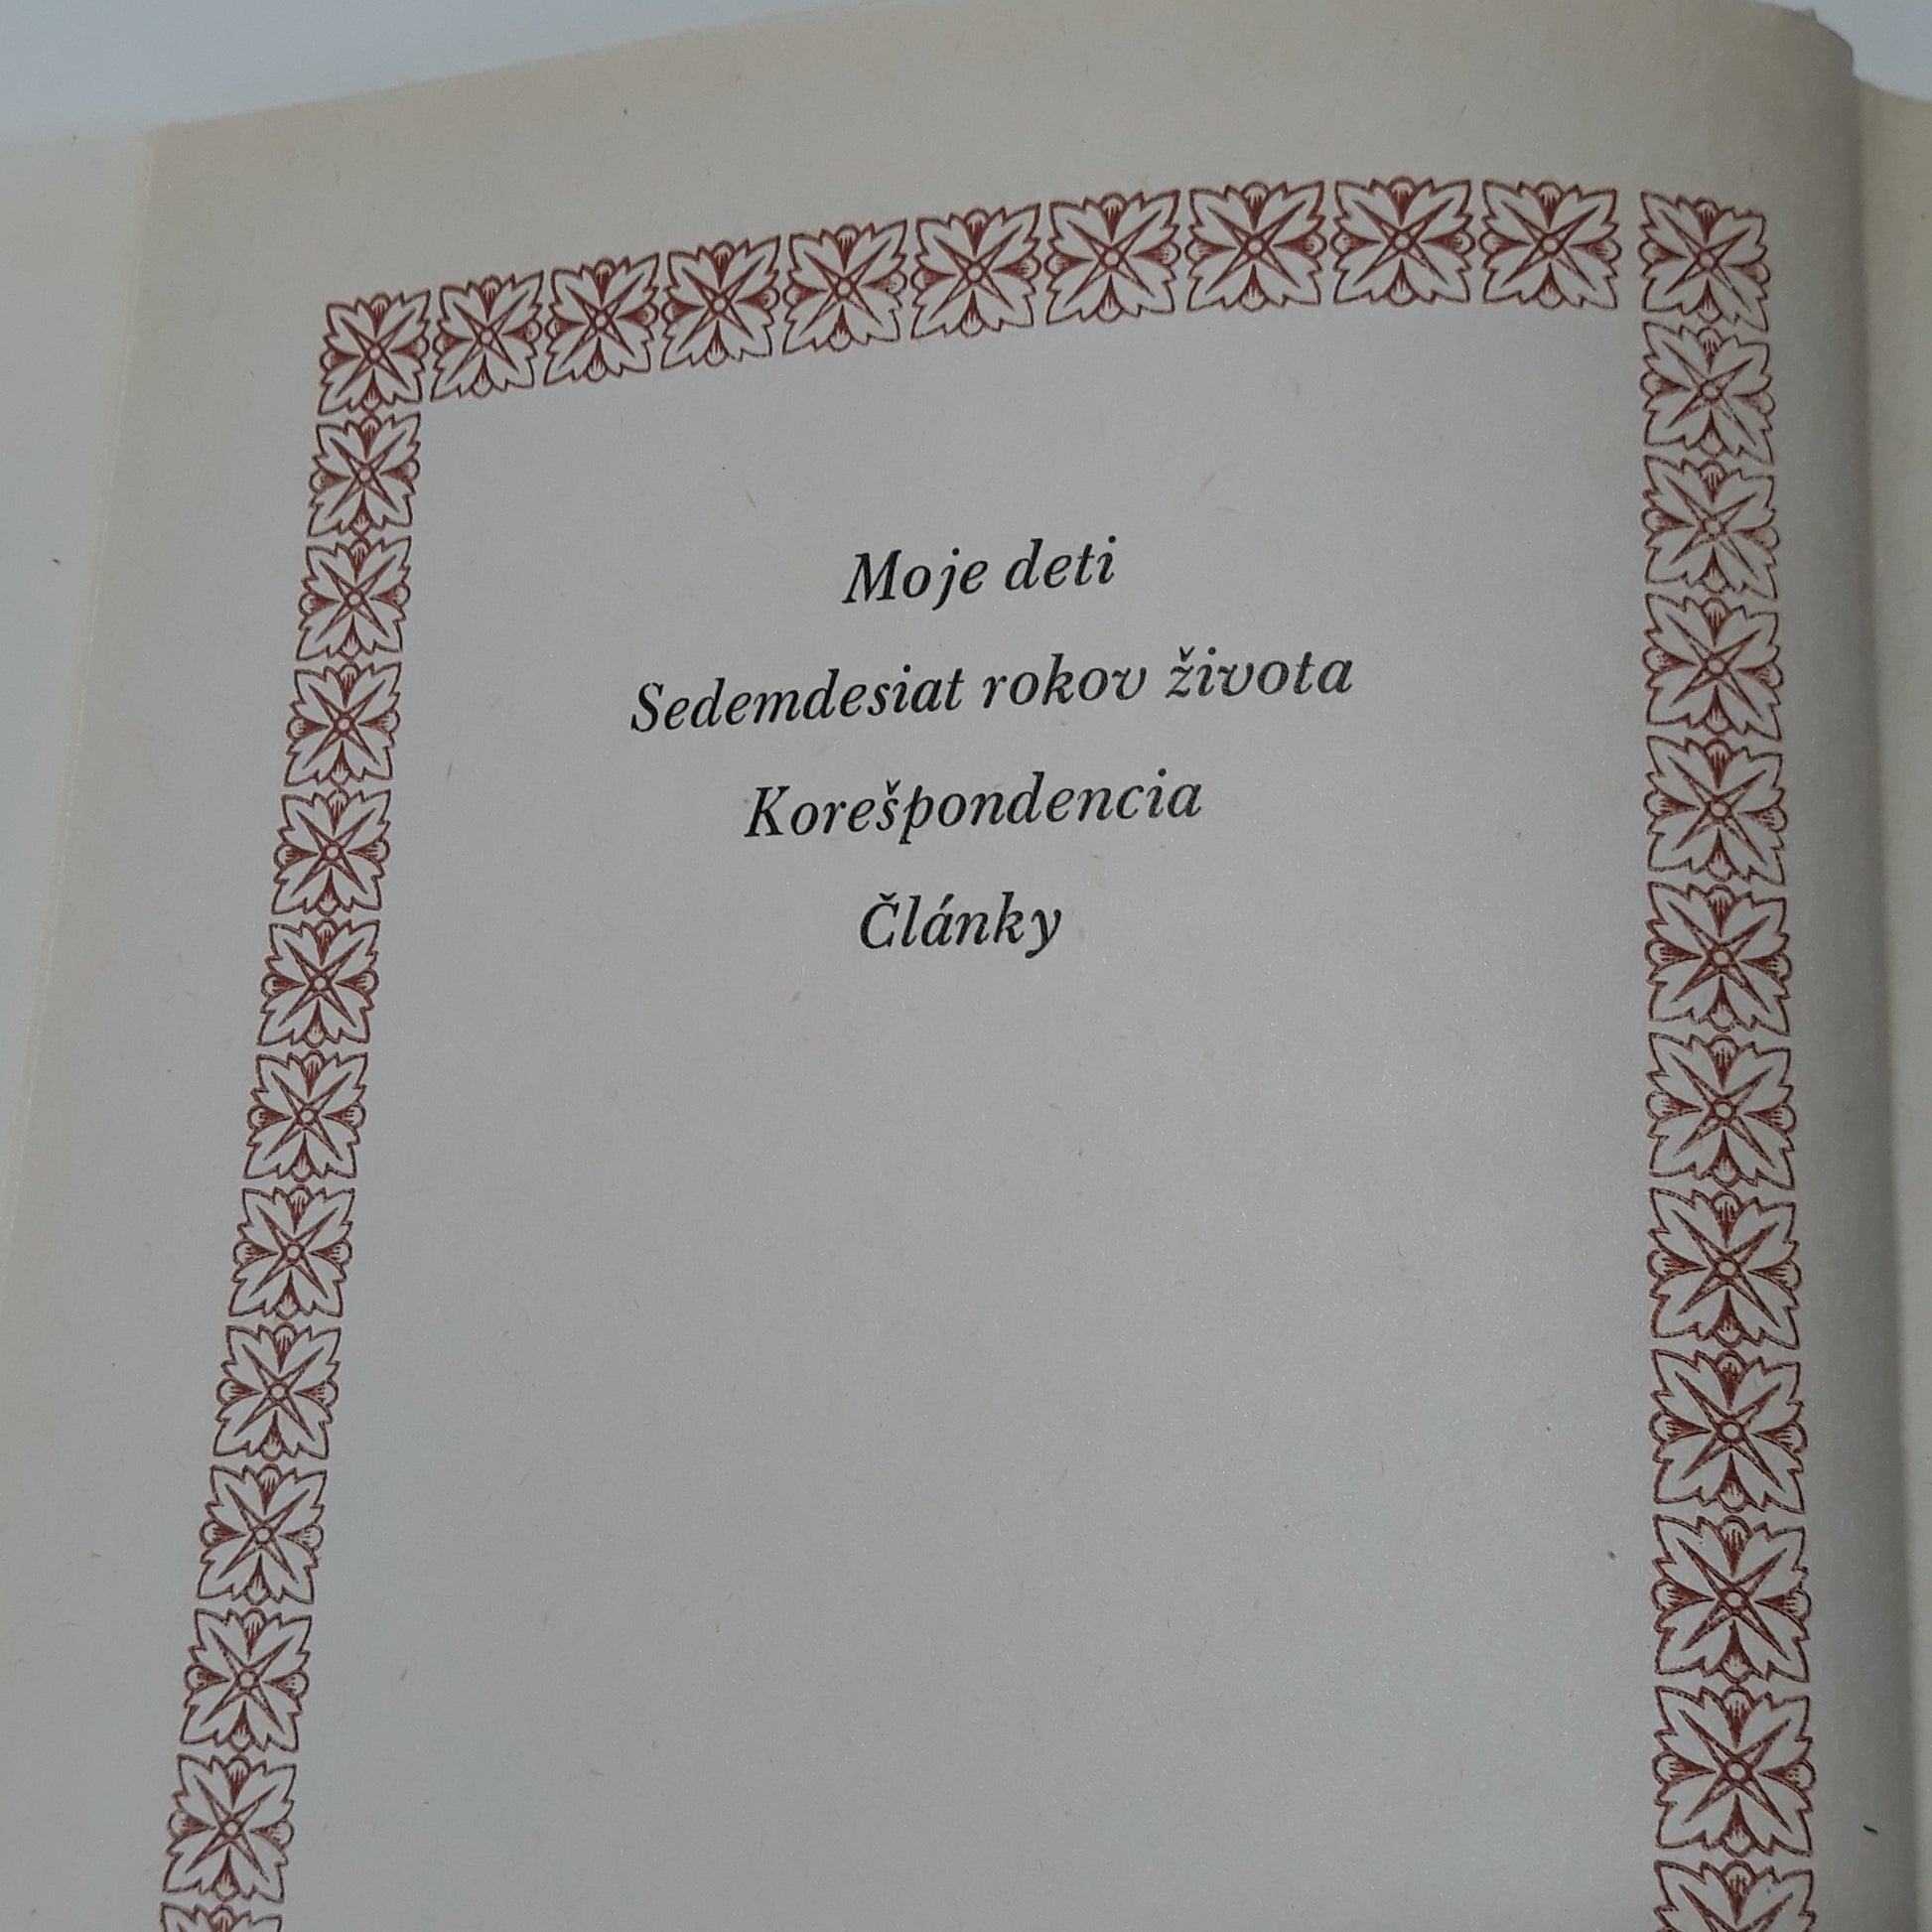 Moje deti
Sedemdesiat rokov života
Korešpondencia
Články